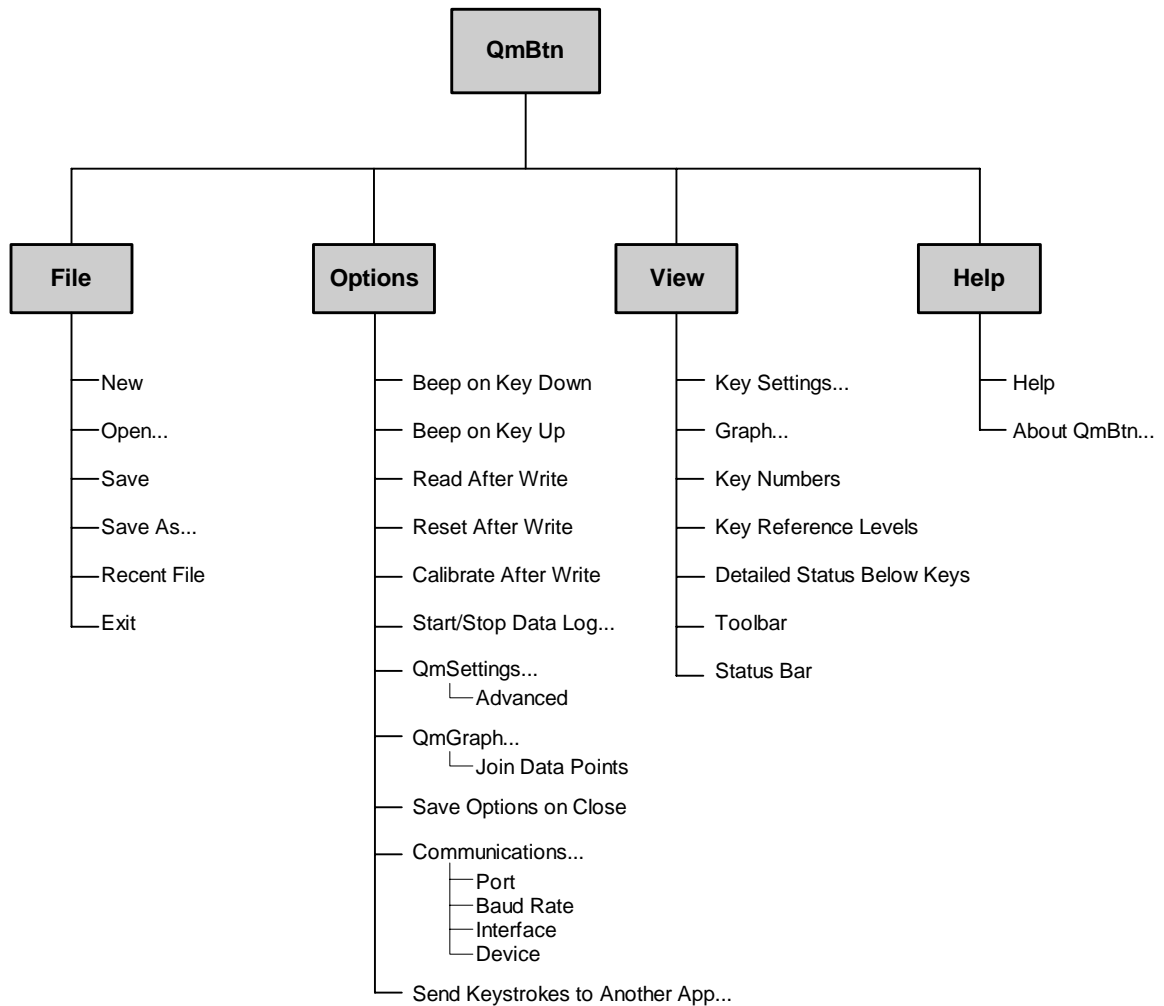 QmBtn
File
New
Open...
Save
Save As...
Recent File
Exit
Options
Beep on Key Down
Beep on Key Up
Read After Write
Reset After Write
Calibrate After Write
Start/Stop Data Log...
QmSettings...
Advanced
QmGraph...
Join Data Points
Save Options on Close
Communications...
Port
Baud Rate
Interface
Device
Send Keystrokes to Another App...
View
Key Settings...
Graph...
Key Numbers
Key Reference Levels
Detailed Status Below Keys
Toolbar
Status Bar
Help
Help
About QmBtn...